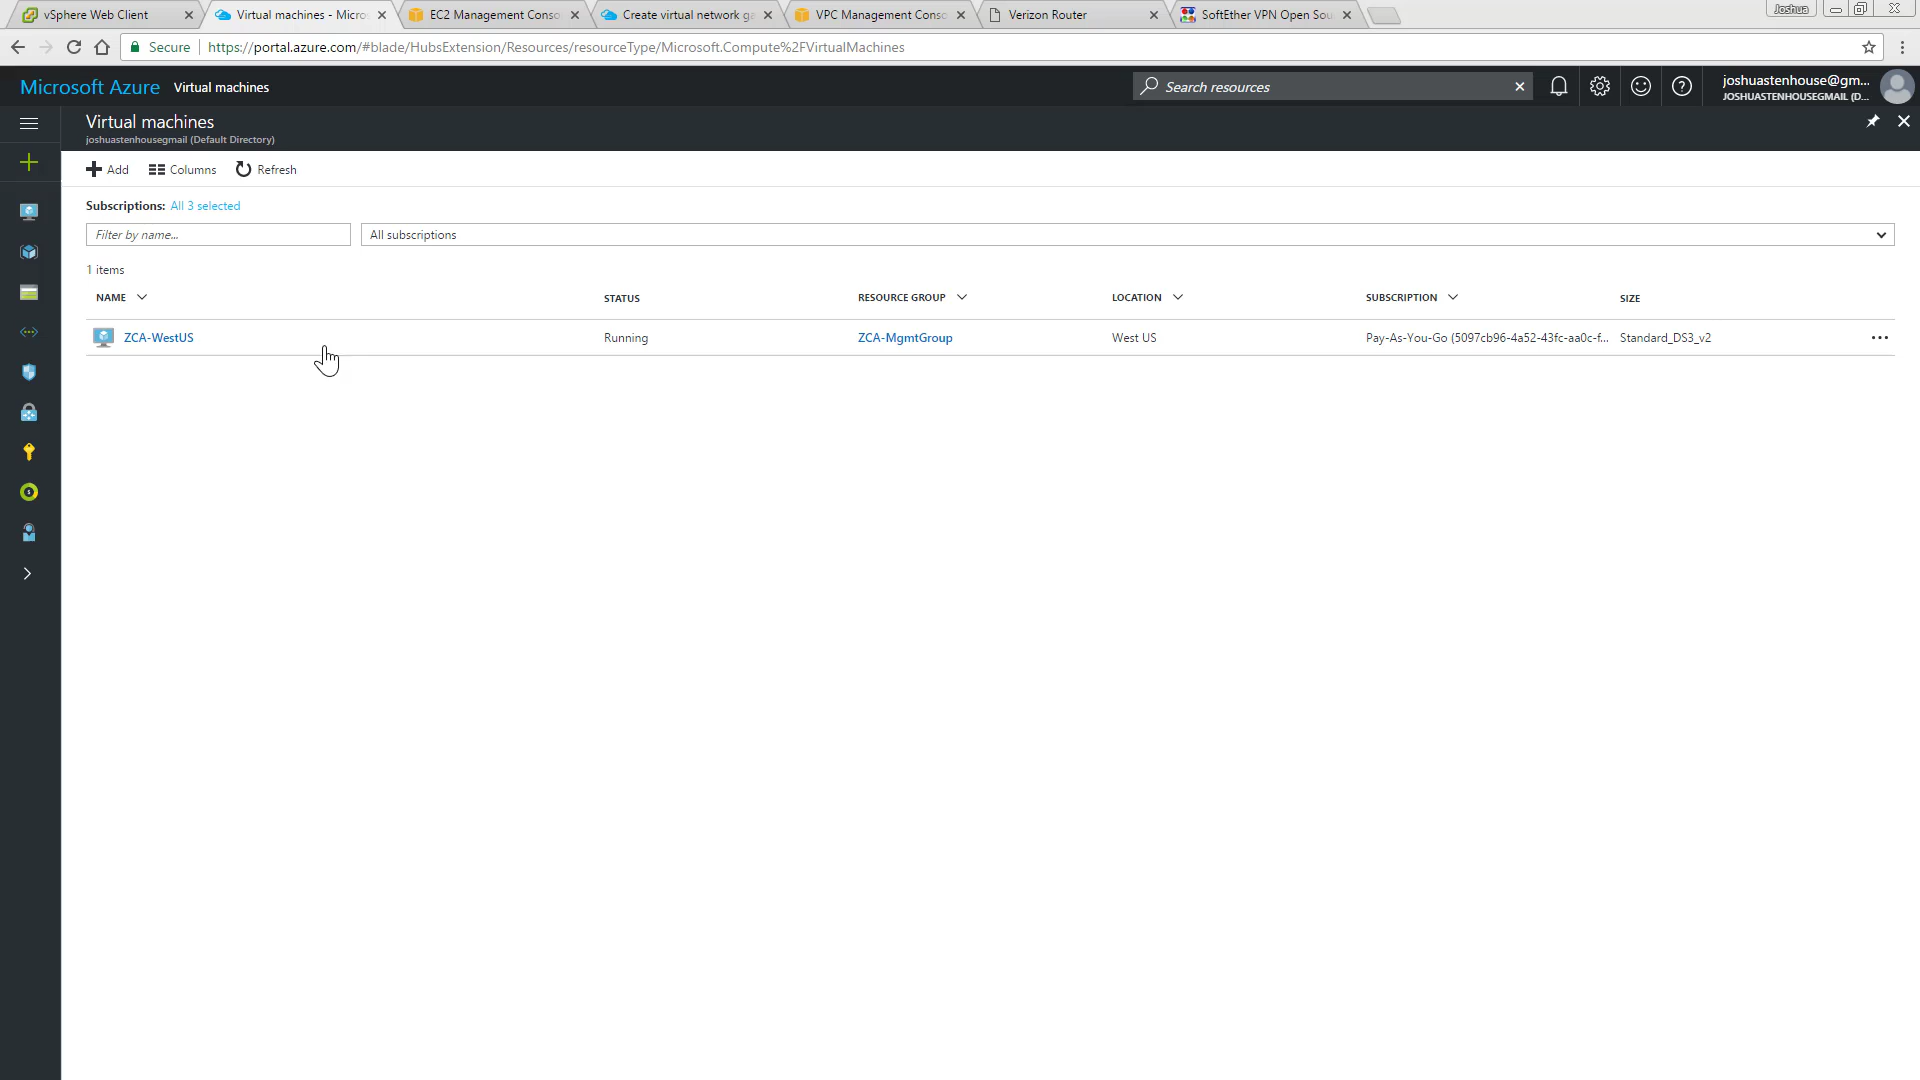 vSphere Web Client
Virtual machines - Micros
EC2 Management Conso
Create virtual network ga
VPC Management Conso
Verizon Router
SoftEther VPN Open Sou
Joshua
Secure
https://portal.azure.com/#blade/HubsExtension/Resources/resourceType/Microsoft.Compute%2FVirtualMachines
Microsoft Azure Virtual machines
Search resources
joshuastenhouse@gm...
JOSHUASTENHOUSEGMAIL (D...
Virtual machines
joshuastenhousegmail (Default Directory)
Add Columns Refresh
Subscriptions: All 3 selected
Filter by name... All subscriptions
1 items
NAME STATUS RESOURCE GROUP LOCATION SUBSCRIPTION SIZE
ZCA-WestUS Running ZCA-MgmtGroup West US Pay-As-You-Go (5097cb96-4a52-43fc-aa0c-f... Standard_DS3_v2